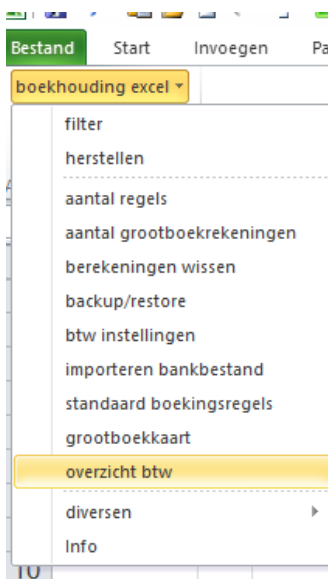 Bestand Start Invoegen Pa
boekhouding excel
filter
herstellen
aantal regels
aantal grootboekrekeningen
berekeningen wissen
backup/restore
btw instellingen
importeren bankbestand
standaard boekingsregels
grootboekkaart
overzicht btw
diversen
Info
10